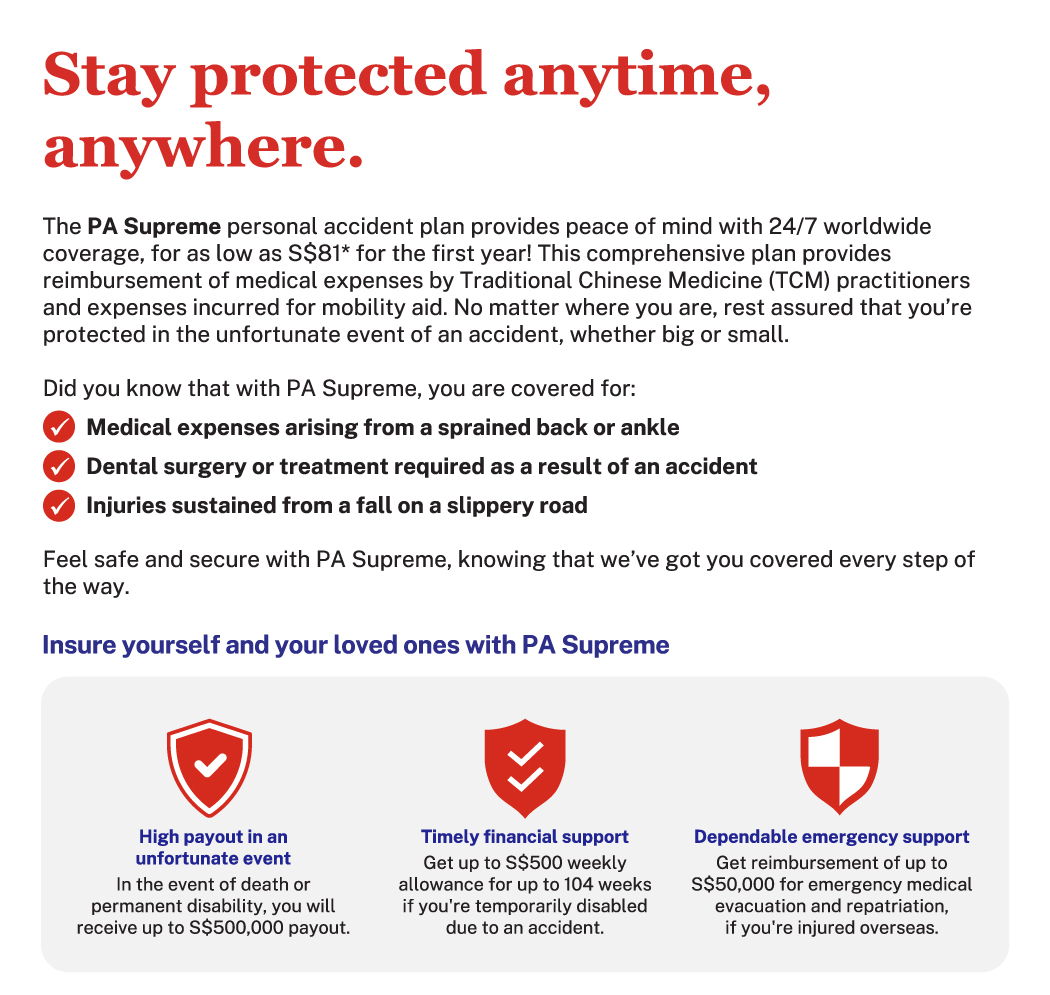 Stay protected anytime,
anywhere.
The PA Supreme personal accident plan provides peace of mind with 24/7 worldwide
coverage, for as low as S$81* for the first year! This comprehensive plan provides
reimbursement of medical expenses by Traditional Chinese Medicine (TCM) practitioners
and expenses incurred for mobility aid. No matter where you are, rest assured that you’re
protected in the unfortunate event of an accident, whether big or small.
Did you know that with PA Supreme, you are covered for:
Medical expenses arising from a sprained back or ankle
Dental surgery or treatment required as a result of an accident
Injuries sustained from a fall on a slippery road
Feel safe and secure with PA Supreme, knowing that we’ve got you covered every step of
the way.
Insure yourself and your loved ones with PA Supreme
High payout in an
unfortunate event
In the event of death or
permanent disability, you will
receive up to S$500,000 payout.
Timely financial support
Get up to S$500 weekly
allowance for up to 104 weeks
if you're temporarily disabled
due to an accident.
Dependable emergency support
Get reimbursement of up to
S$50,000 for emergency medical
evacuation and repatriation,
if you're injured overseas.